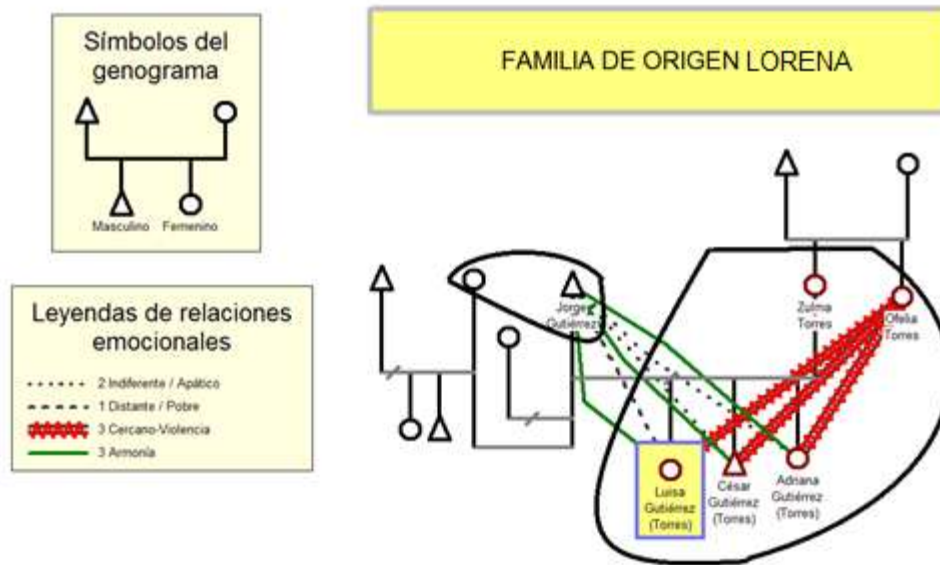 Símbolos del
genograma
Masculino Femenino
FAMILIA DE ORIGEN LORENA
Leyendas de relaciones
emocionales
2 Indiferente / Apático
1 Distante / Pobre
3 Cercano-Violencia
3 Armonía
Jorge
Gutiérrez
Zulma
Torres
Ofelia
Torres
Luisa
Gutiérrez
(Torres)
César
Gutiérrez
(Torres)
Adriana
Gutiérrez
(Torres)